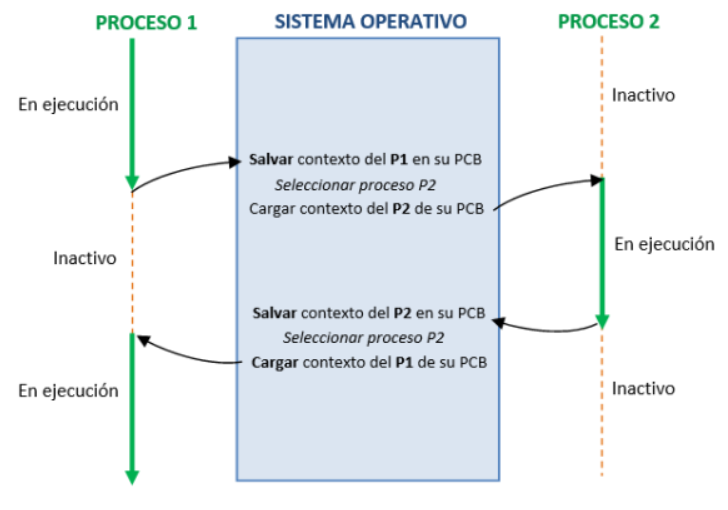 PROCESO 1
SISTEMA OPERATIVO
PROCESO 2
En ejecución
Inactivo
Salvar contexto del P1 en su PCB
Seleccionar proceso P2
Cargar contexto del P2 de su PCB
Inactivo
En ejecución
Salvar contexto del P2 en su PCB
Seleccionar proceso P2
Cargar contexto del P1 de su PCB
En ejecución
Inactivo